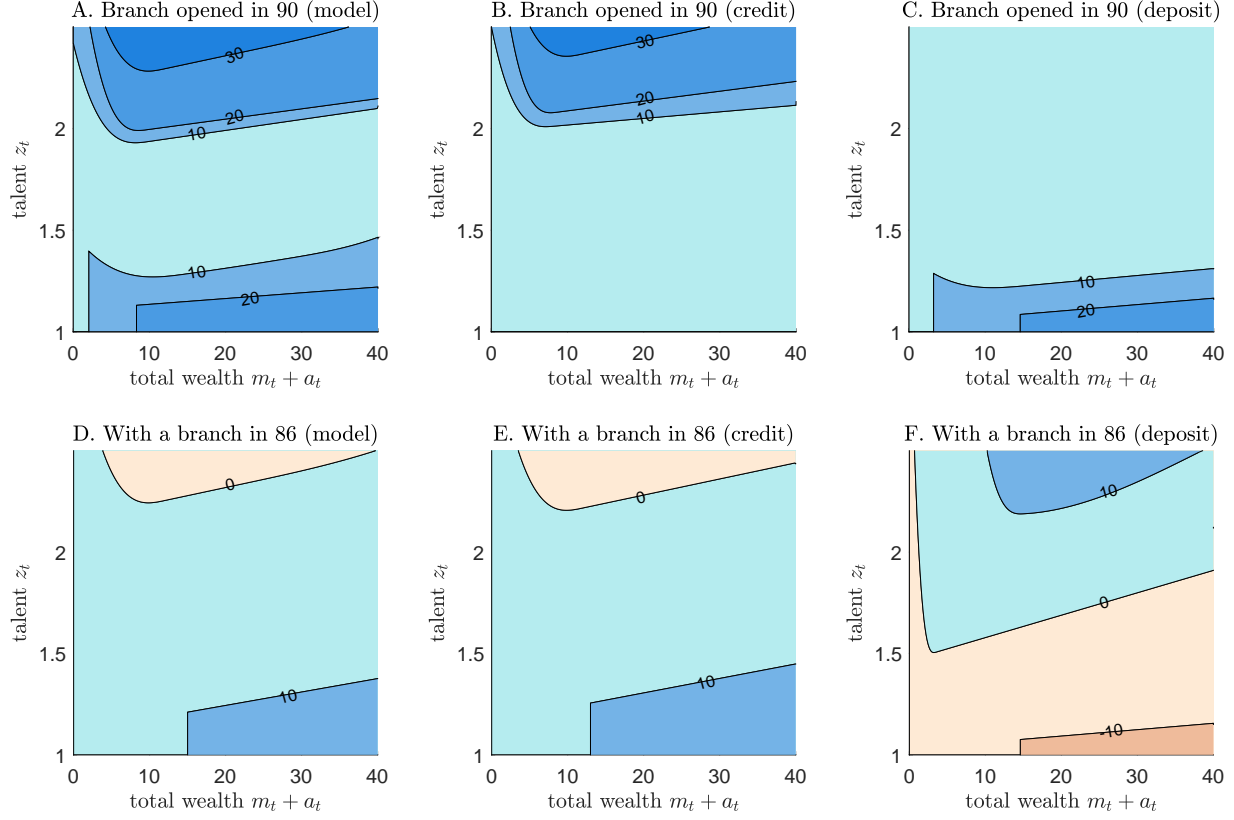 A. Branch opened in 90 (model)
30
20
10
10
20
2
1.5
1
talent z_t
0 10 20 30 40
total wealth m_t + a_t
B. Branch opened in 90 (credit)
30
20
10
2
1.5
1
talent z_t
0 10 20 30 40
total wealth m_t + a_t
C. Branch opened in 90 (deposit)
10
20
2
1.5
1
talent z_t
0 10 20 30 40
total wealth m_t + a_t
D. With a branch in 86 (model)
0
10
2
1.5
1
talent z_t
0 10 20 30 40
total wealth m_t + a_t
E. With a branch in 86 (credit)
0
10
2
1.5
1
talent z_t
0 10 20 30 40
total wealth m_t + a_t
F. With a branch in 86 (deposit)
10
0
-10
2
1.5
1
talent z_t
0 10 20 30 40
total wealth m_t + a_t